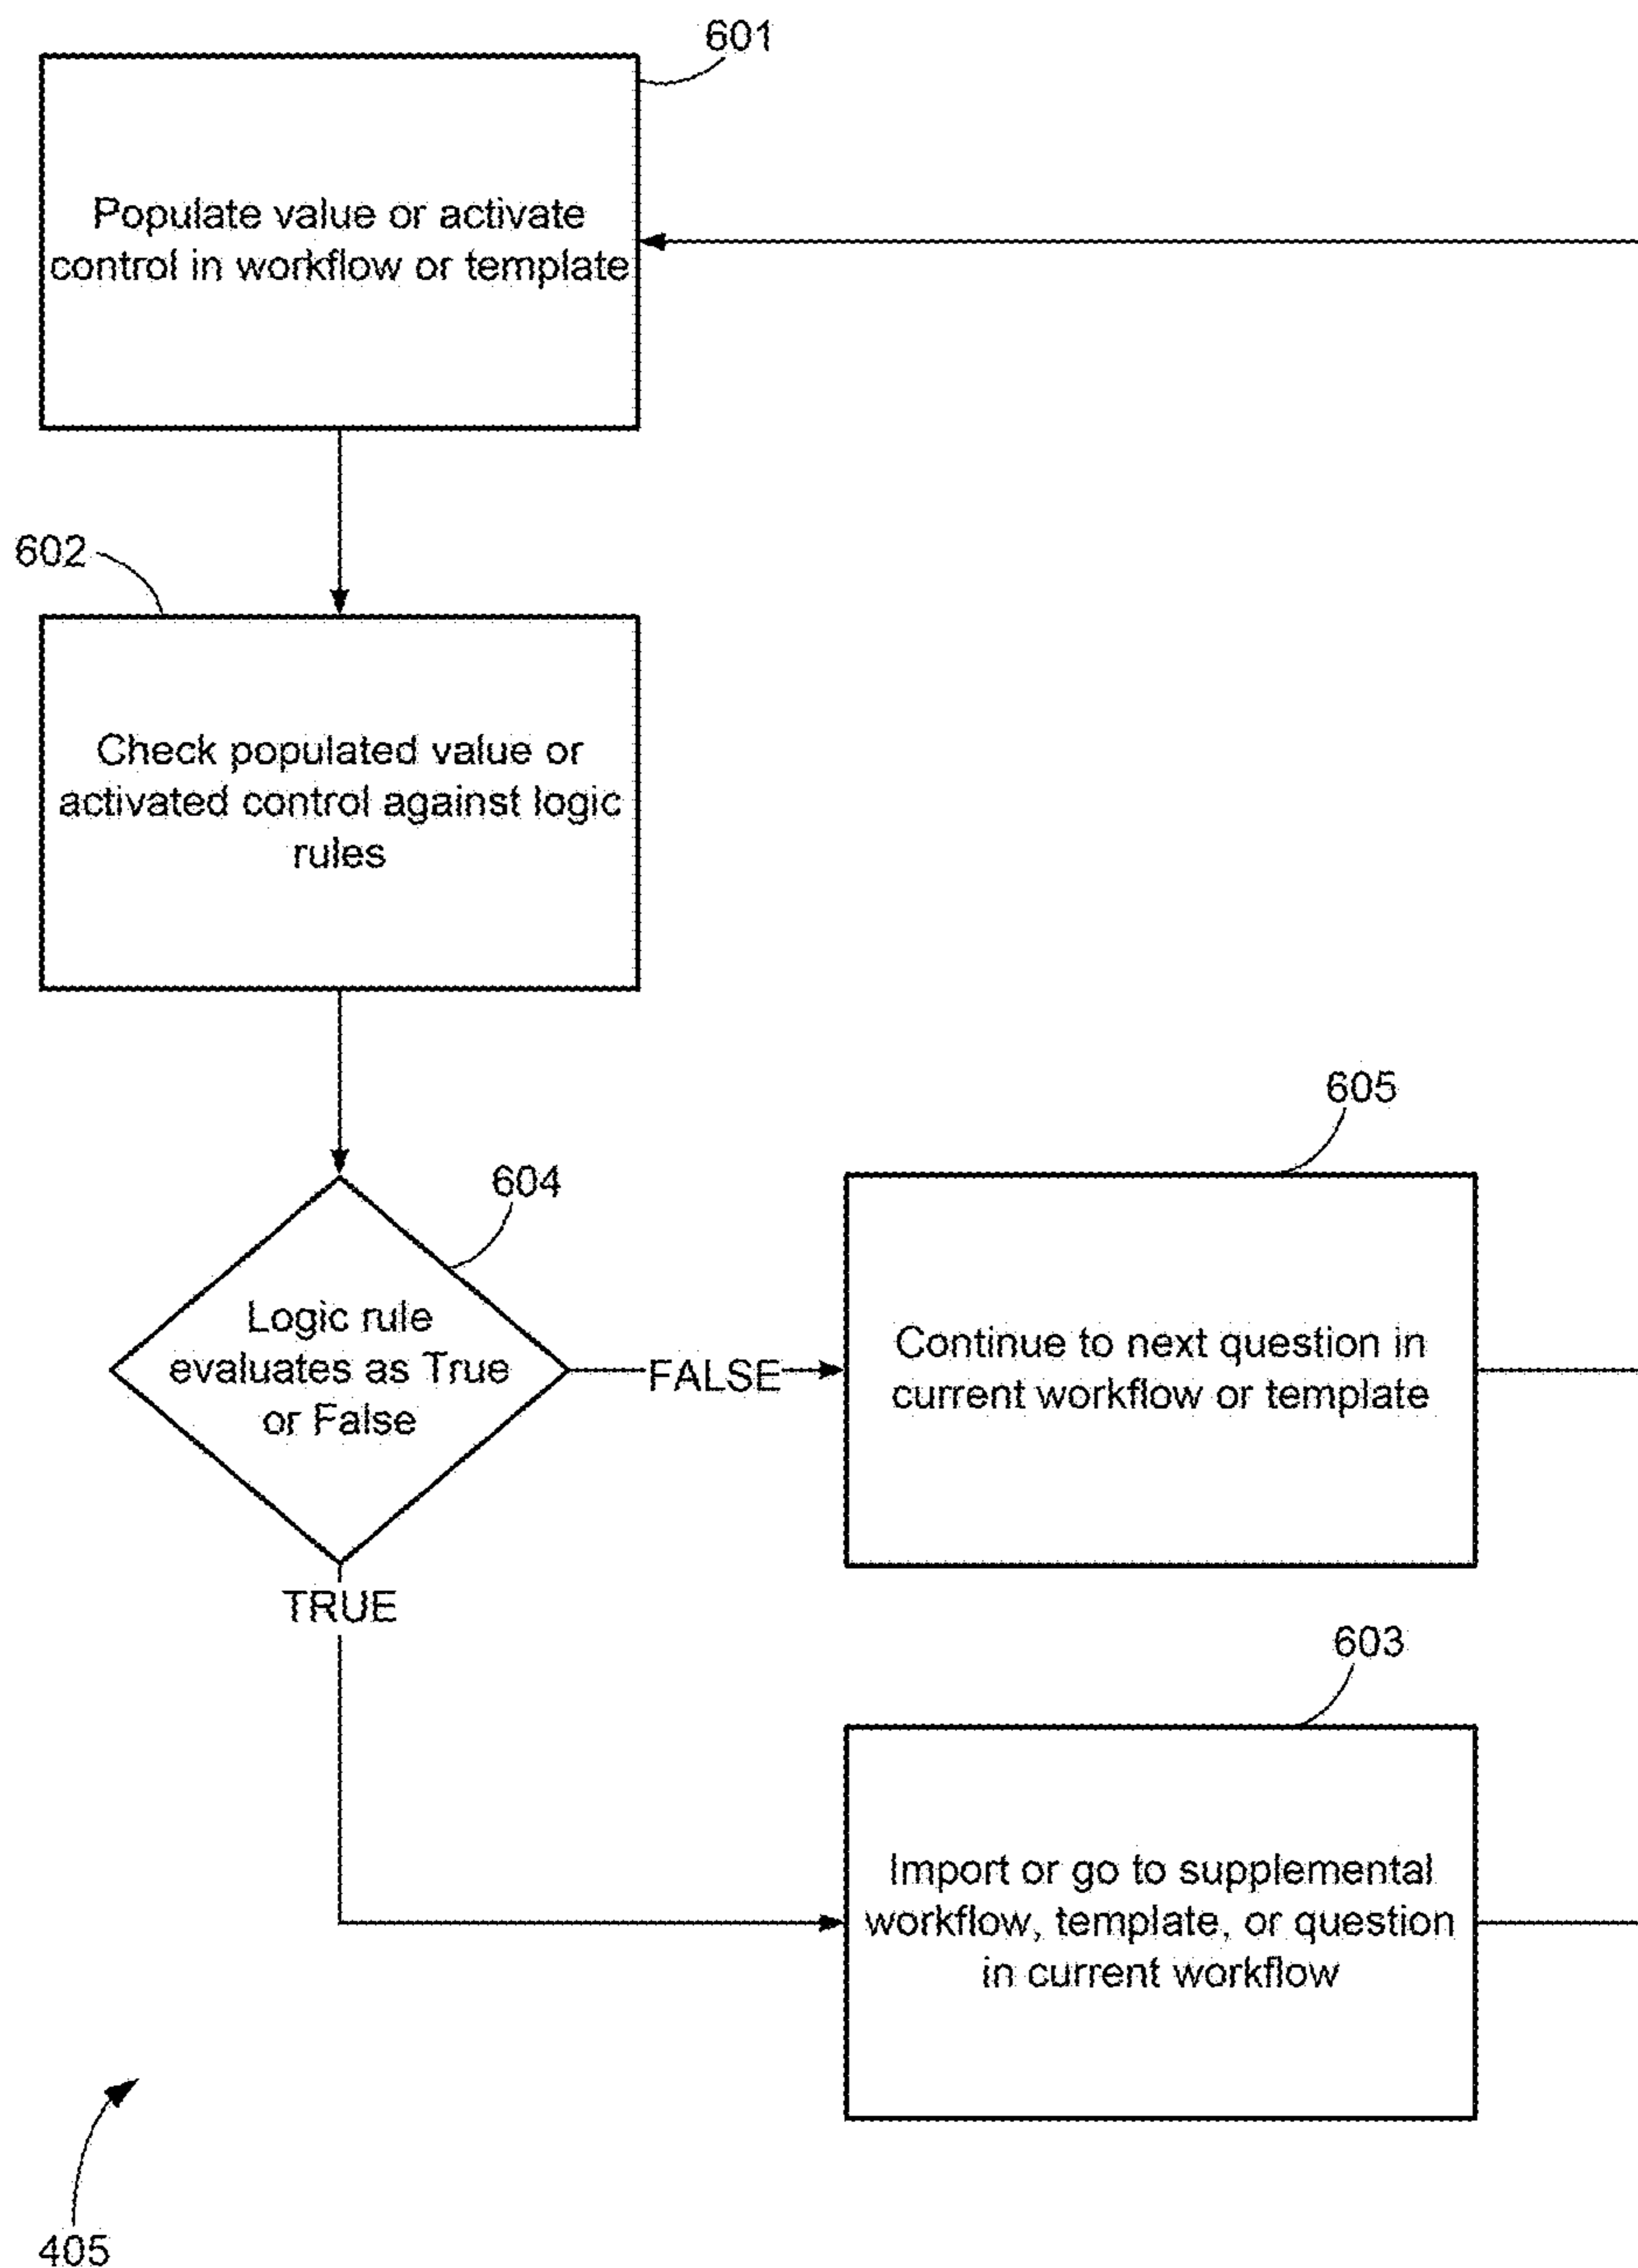 601
Populate value or activate
control in workflow or template
602
Check populated value or
activated control against logic
rules
604
Logic rule
evaluates as True
or False
FALSE
605
Continue to next question in
current workflow or template
TRUE
603
Import or go to supplemental
workflow, template, or question
in current workflow
405